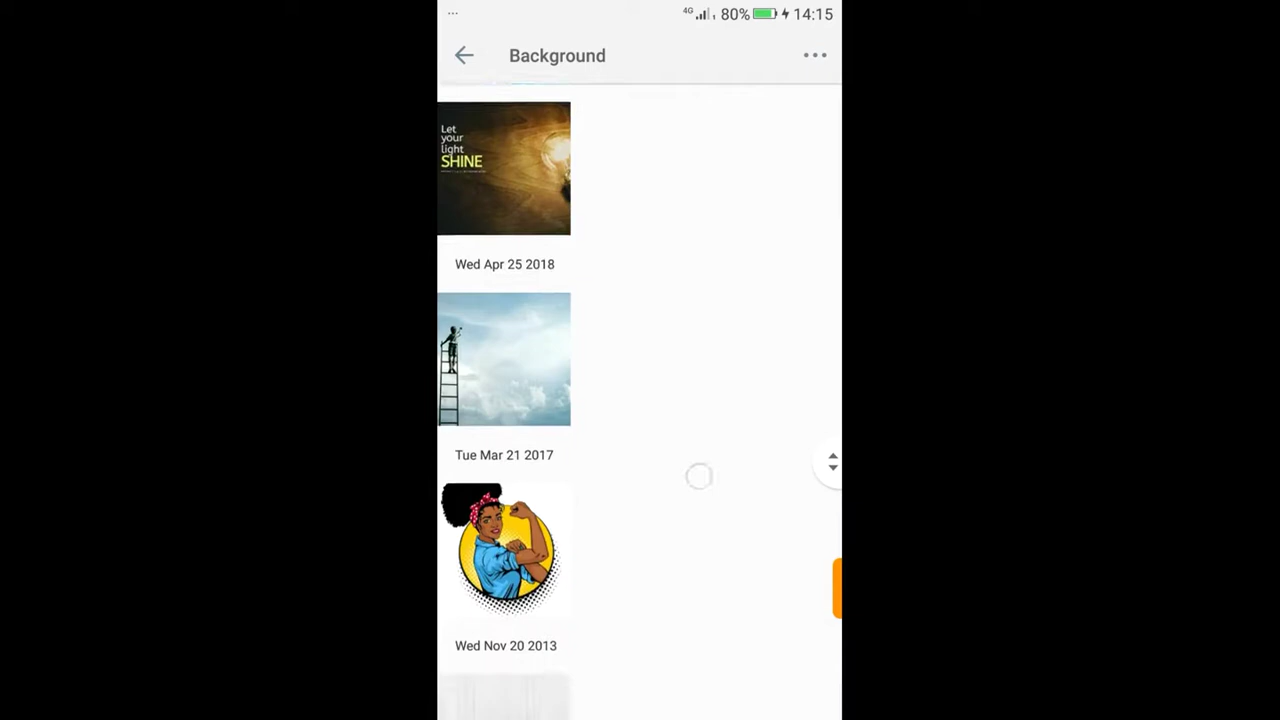 ... 4G 80% 14:15
Background
Let
your
light
SHINE
Wed Apr 25 2018
Tue Mar 21 2017
Wed Nov 20 2013